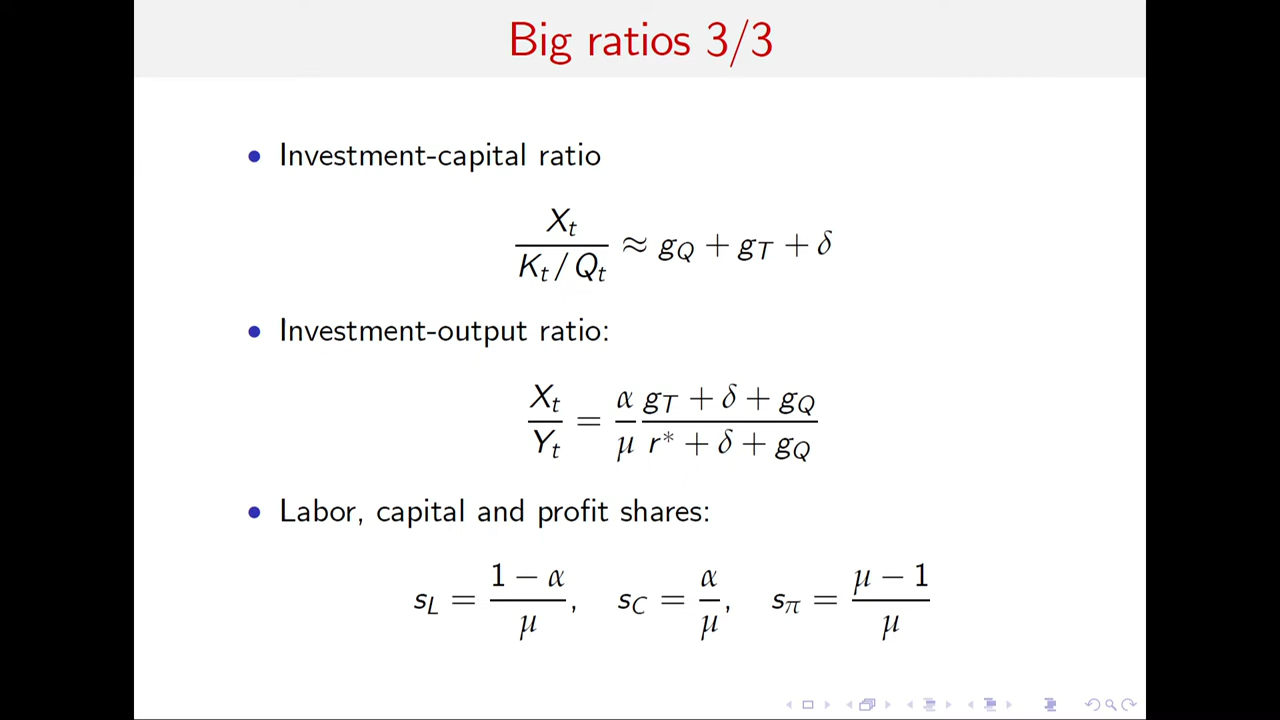 Big ratios 3/3
• Investment-capital ratio
X_t / (K_t / Q_t) ≈ g_Q + g_T + δ
• Investment-output ratio:
X_t / Y_t = (α / μ) (g_T + δ + g_Q) / (r* + δ + g_Q)
• Labor, capital and profit shares:
s_L = (1 − α) / μ, s_C = α / μ, s_π = (μ − 1) / μ